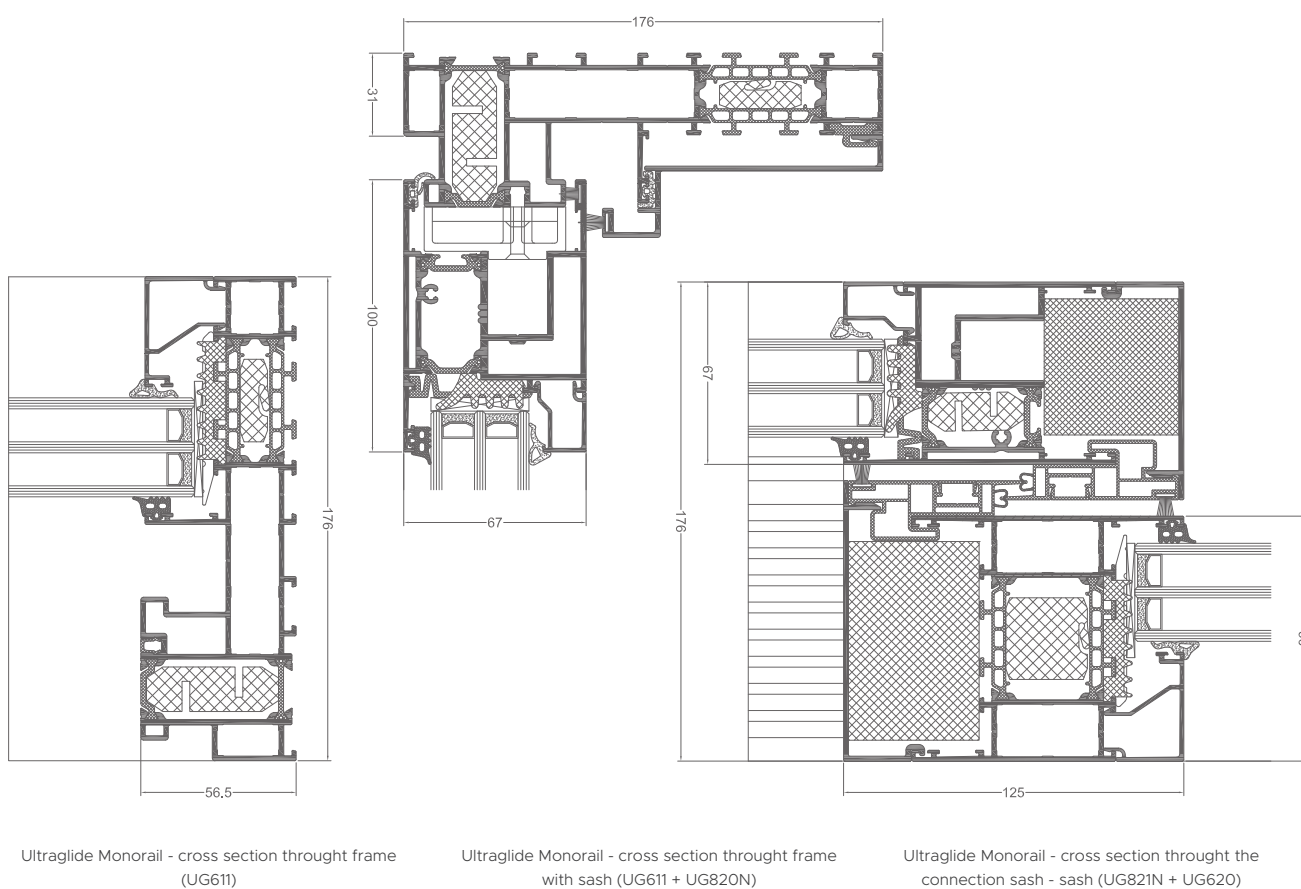 176
31
100
67
176
56.5
67
176
125
Ultraglide Monorail - cross section throught frame
(UG611)
Ultraglide Monorail - cross section throught frame
with sash (UG611 + UG820N)
Ultraglide Monorail - cross section throught the
connection sash - sash (UG821N + UG620)